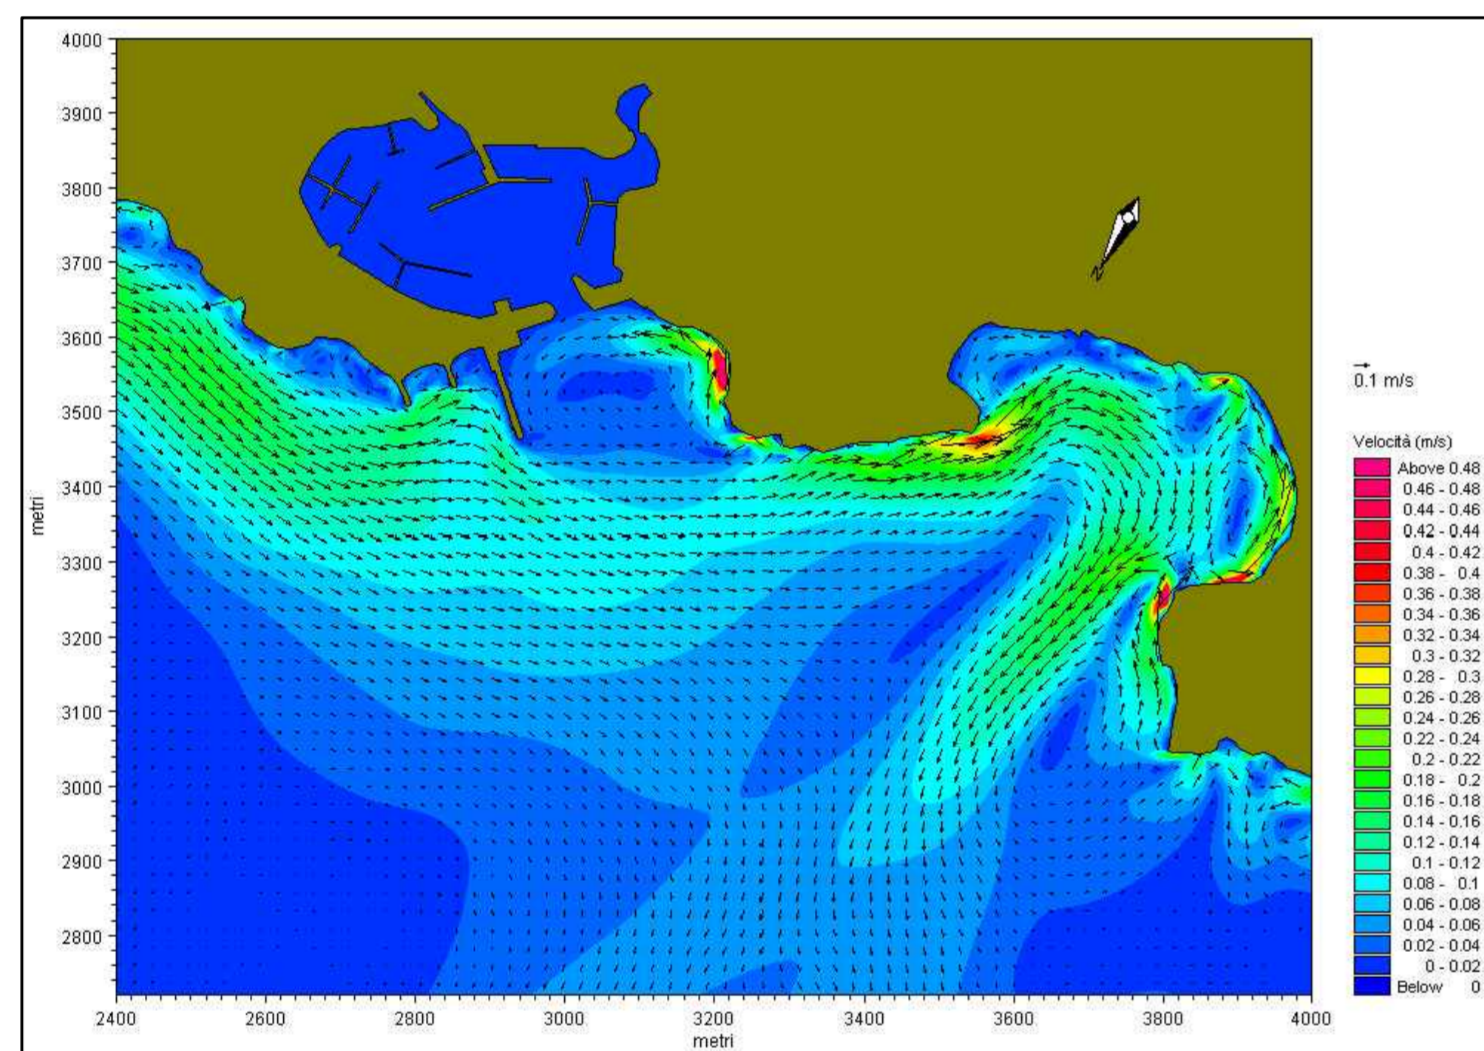 4000
3900
3800
3700
3600
3500
3400
3300
3200
3100
3000
2900
2800
metri
2400
2600
2800
3000
3200
3400
3600
3800
4000
metri
N
0.1 m/s
Velocità (m/s)
Above 0.48
0.46 - 0.48
0.44 - 0.46
0.42 - 0.44
0.4 - 0.42
0.38 - 0.4
0.36 - 0.38
0.34 - 0.36
0.32 - 0.34
0.3 - 0.32
0.28 - 0.3
0.26 - 0.28
0.24 - 0.26
0.22 - 0.24
0.2 - 0.22
0.18 - 0.2
0.16 - 0.18
0.14 - 0.16
0.12 - 0.14
0.1 - 0.12
0.08 - 0.1
0.06 - 0.08
0.04 - 0.06
0.02 - 0.04
0 - 0.02
Below 0